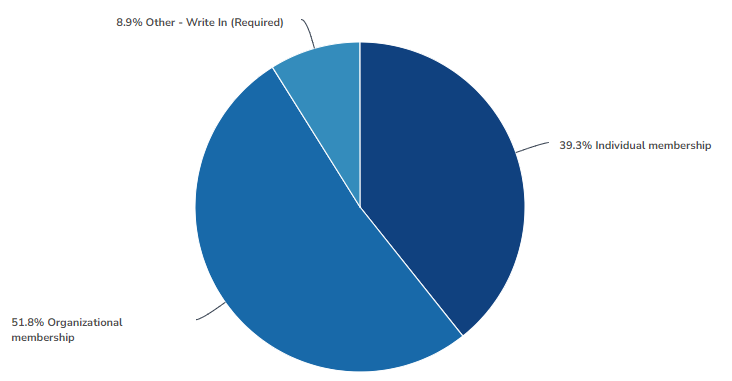 8.9% Other - Write In (Required)
39.3% Individual membership
51.8% Organizational
membership